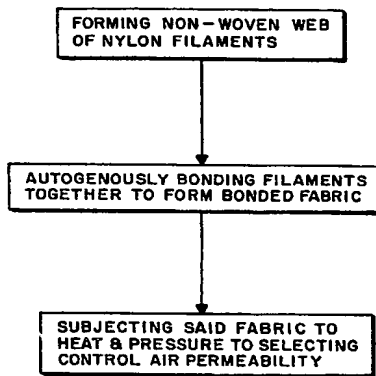 FORMING NON-WOVEN WEB
OF NYLON FILAMENTS
AUTOGENOUSLY BONDING FILAMENTS
TOGETHER TO FORM BONDED FABRIC
SUBJECTING SAID FABRIC TO
HEAT & PRESSURE TO SELECTING
CONTROL AIR PERMEABILITY